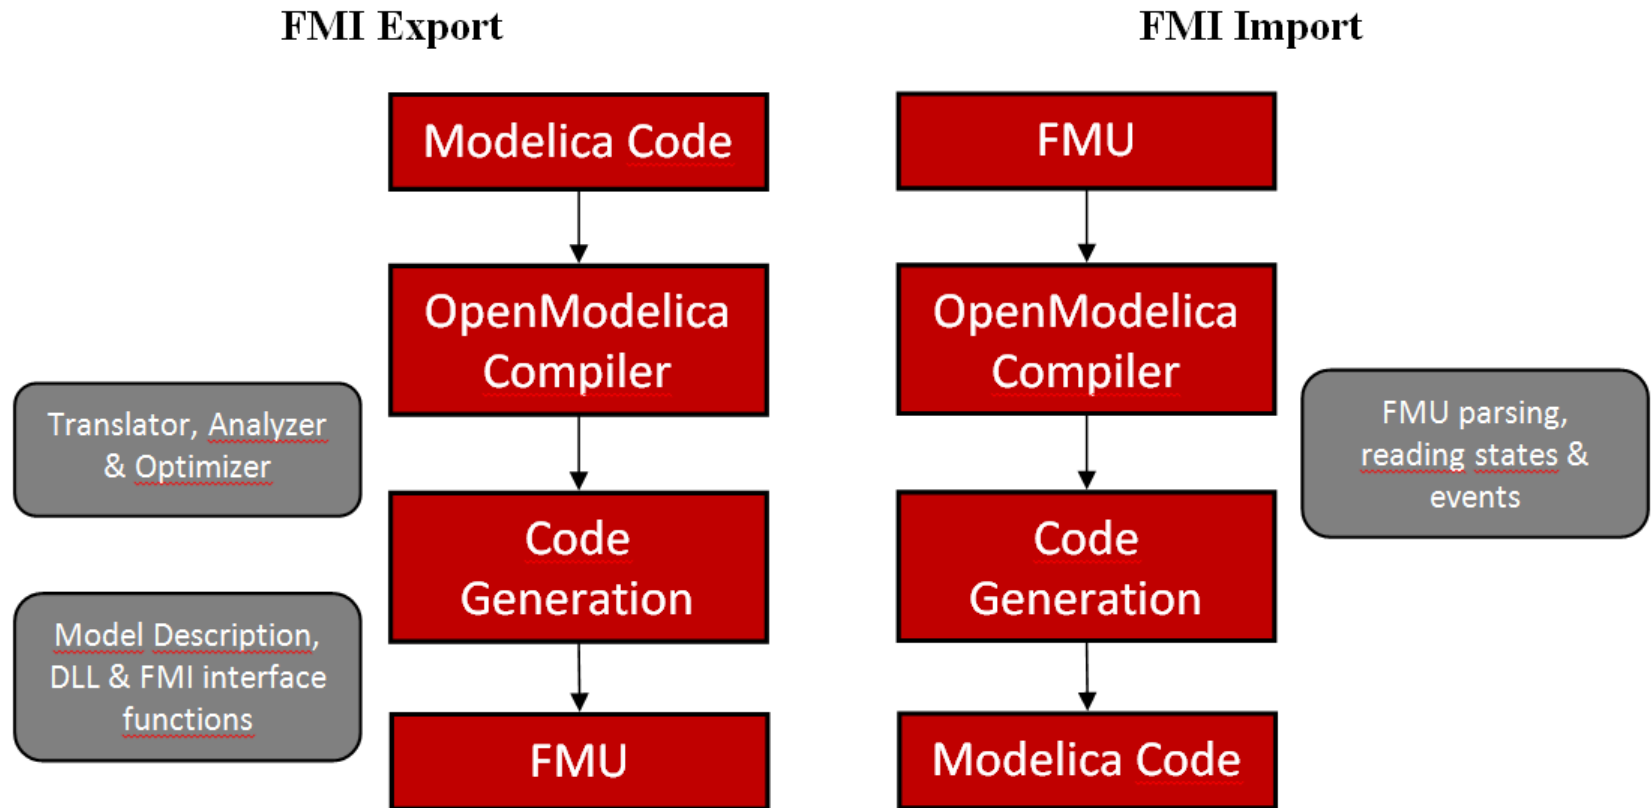 FMI Export
Modelica Code
OpenModelica
Compiler
Translator, Analyzer
& Optimizer
Code
Generation
Model Description,
DLL & FMI interface
functions
FMU
FMI Import
FMU
OpenModelica
Compiler
FMU parsing,
reading states &
events
Code
Generation
Modelica Code